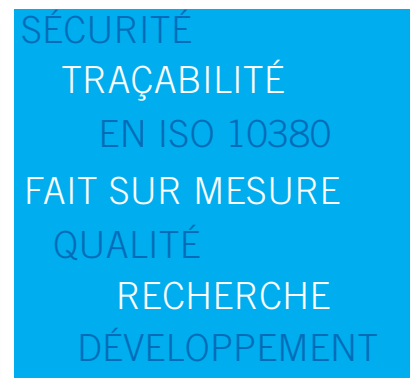 SÉCURITÉ
TRAÇABILITÉ
EN ISO 10380
FAIT SUR MESURE
QUALITÉ
RECHERCHE
DÉVELOPPEMENT